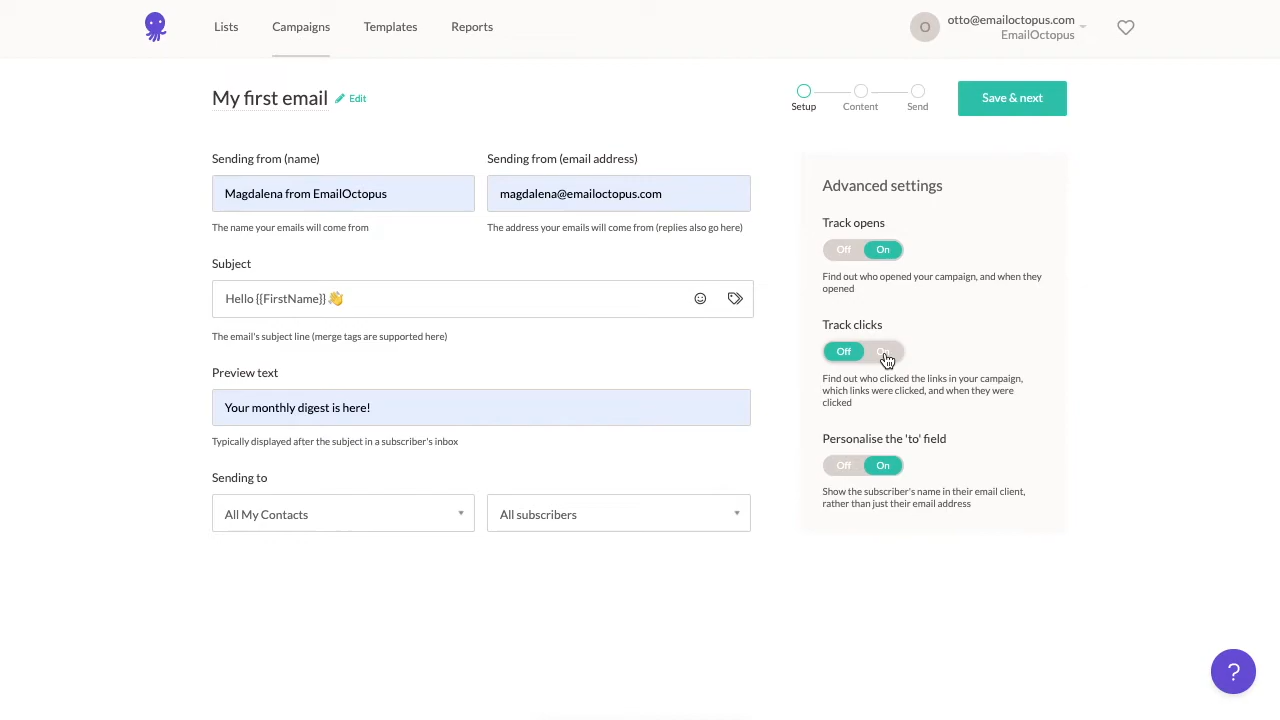 Lists Campaigns Templates Reports
O
otto@emailoctopus.com
EmailOctopus
My first email Edit
Setup Content Send
Save & next
Sending from (name)
Magdalena from EmailOctopus
The name your emails will come from
Sending from (email address)
magdalena@emailoctopus.com
The address your emails will come from (replies also go here)
Subject
Hello {{FirstName}}👋
The email's subject line (merge tags are supported here)
Preview text
Your monthly digest is here!
Typically displayed after the subject in a subscriber's inbox
Sending to
All My Contacts
All subscribers
Advanced settings
Track opens
Off On
Find out who opened your campaign, and when they
opened
Track clicks
Off On
Find out who clicked the links in your campaign,
which links were clicked, and when they were
clicked
Personalise the 'to' field
Off On
Show the subscriber's name in their email client,
rather than just their email address
?